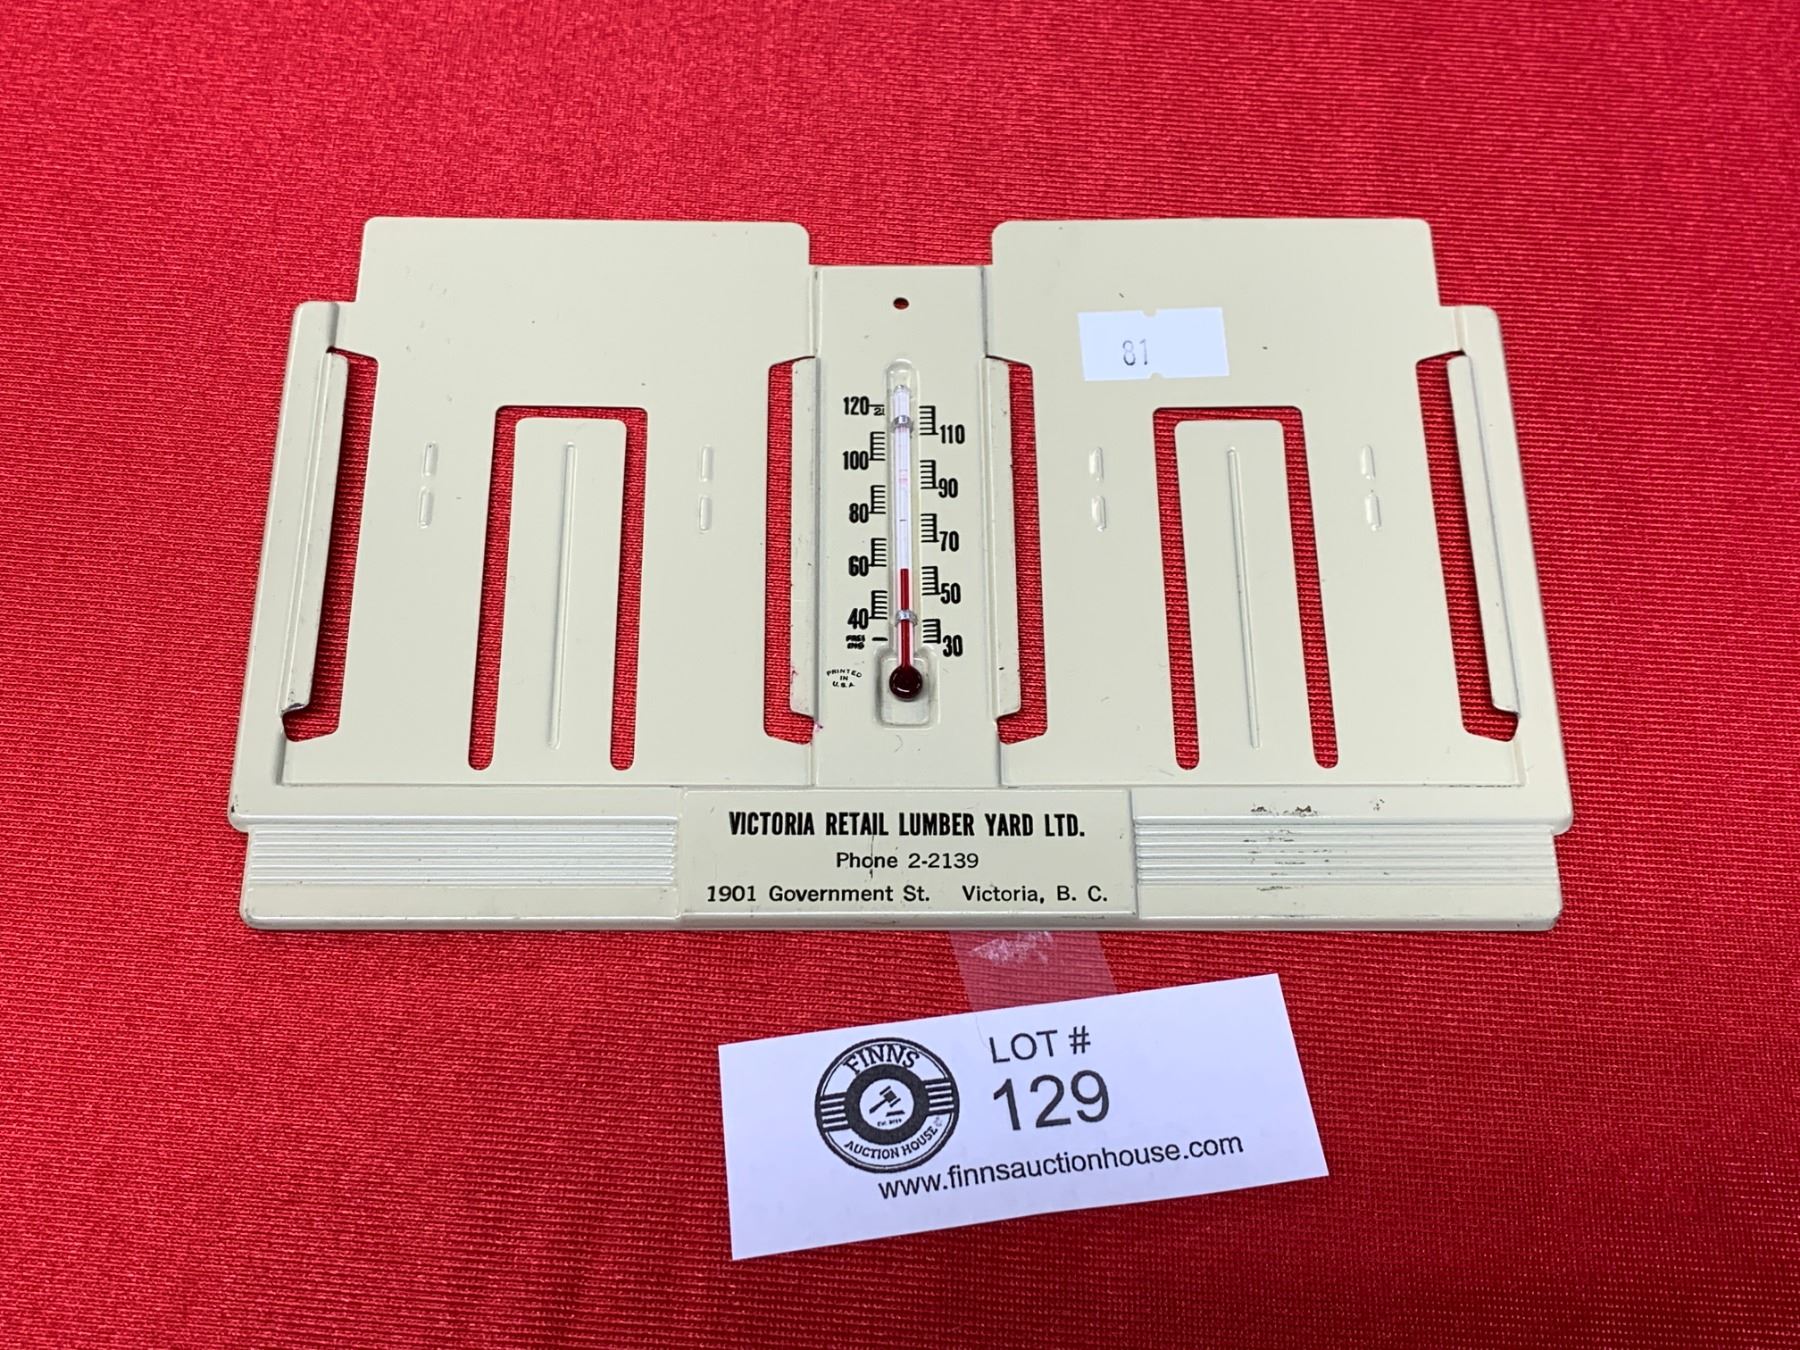 81
120
110
100
90
80
70
60
50
40
30
PRINTED
IN
U.S.A.
VICTORIA RETAIL LUMBER YARD LTD.
Phone 2-2139
1901 Government St. Victoria, B. C.
FINNS
AUCTION HOUSE
LOT #
129
www.finnsauctionhouse.com